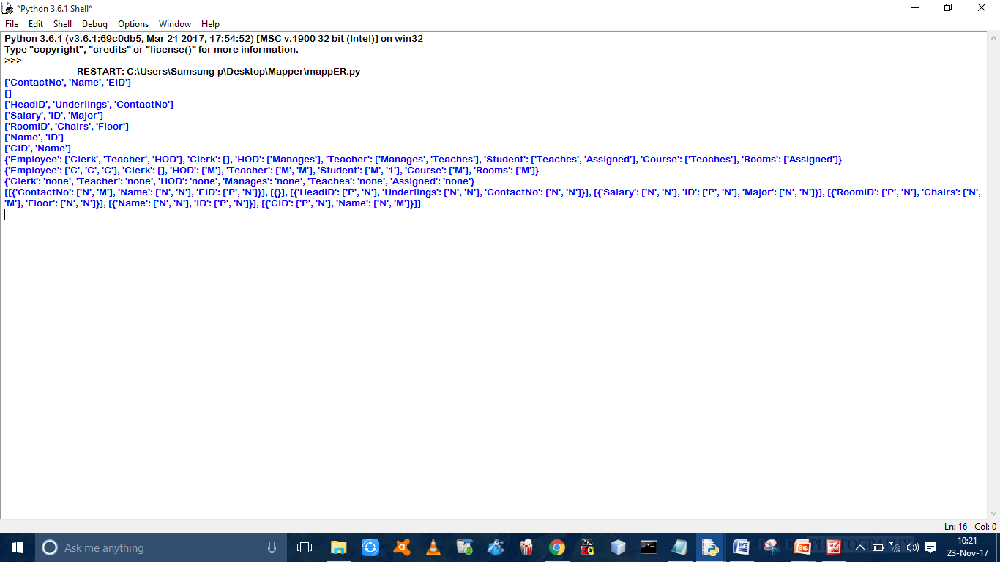 *Python 3.6.1 Shell*
File Edit Shell Debug Options Window Help
Python 3.6.1 (v3.6.1:69c0db5, Mar 21 2017, 17:54:52) [MSC v.1900 32 bit (Intel)] on win32
Type "copyright", "credits" or "license()" for more information.
>>>
============ RESTART: C:\Users\Samsung-p\Desktop\Mapper\mappER.py ============
['ContactNo', 'Name', 'EID']
[]
['HeadID', 'Underlings', 'ContactNo']
['Salary', 'ID', 'Major']
['RoomID', 'Chairs', 'Floor']
['Name', 'ID']
['CID', 'Name']
{'Employee': ['Clerk', 'Teacher', 'HOD'], 'Clerk': [], 'HOD': ['Manages'], 'Teacher': ['Manages', 'Teaches'], 'Student': ['Teaches', 'Assigned'], 'Course': ['Teaches'], 'Rooms': ['Assigned']}
{'Employee': ['C', 'C', 'C'], 'Clerk': [], 'HOD': ['M'], 'Teacher': ['M', 'M'], 'Student': ['M', '1'], 'Course': ['M'], 'Rooms': ['M']}
{'Clerk': 'none', 'Teacher': 'none', 'HOD': 'none', 'Manages': 'none', 'Teaches': 'none', 'Assigned': 'none'}
[[{'ContactNo': ['N', 'M'], 'Name': ['N', 'N'], 'EID': ['P', 'N']}], [{}], [{'HeadID': ['P', 'N'], 'Underlings': ['N', 'N'], 'ContactNo': ['N', 'N']}], [{'Salary': ['N', 'N'], 'ID': ['P', 'N'], 'Major': ['N', 'N']}], [{'RoomID': ['P', 'N'], 'Chairs': ['N',
'M'], 'Floor': ['N', 'N']}], [{'Name': ['N', 'N'], 'ID': ['P', 'N']}], [{'CID': ['P', 'N'], 'Name': ['N', 'M']}]]
Ln: 16 Col: 0
Ask me anything
10:21
23-Nov-17